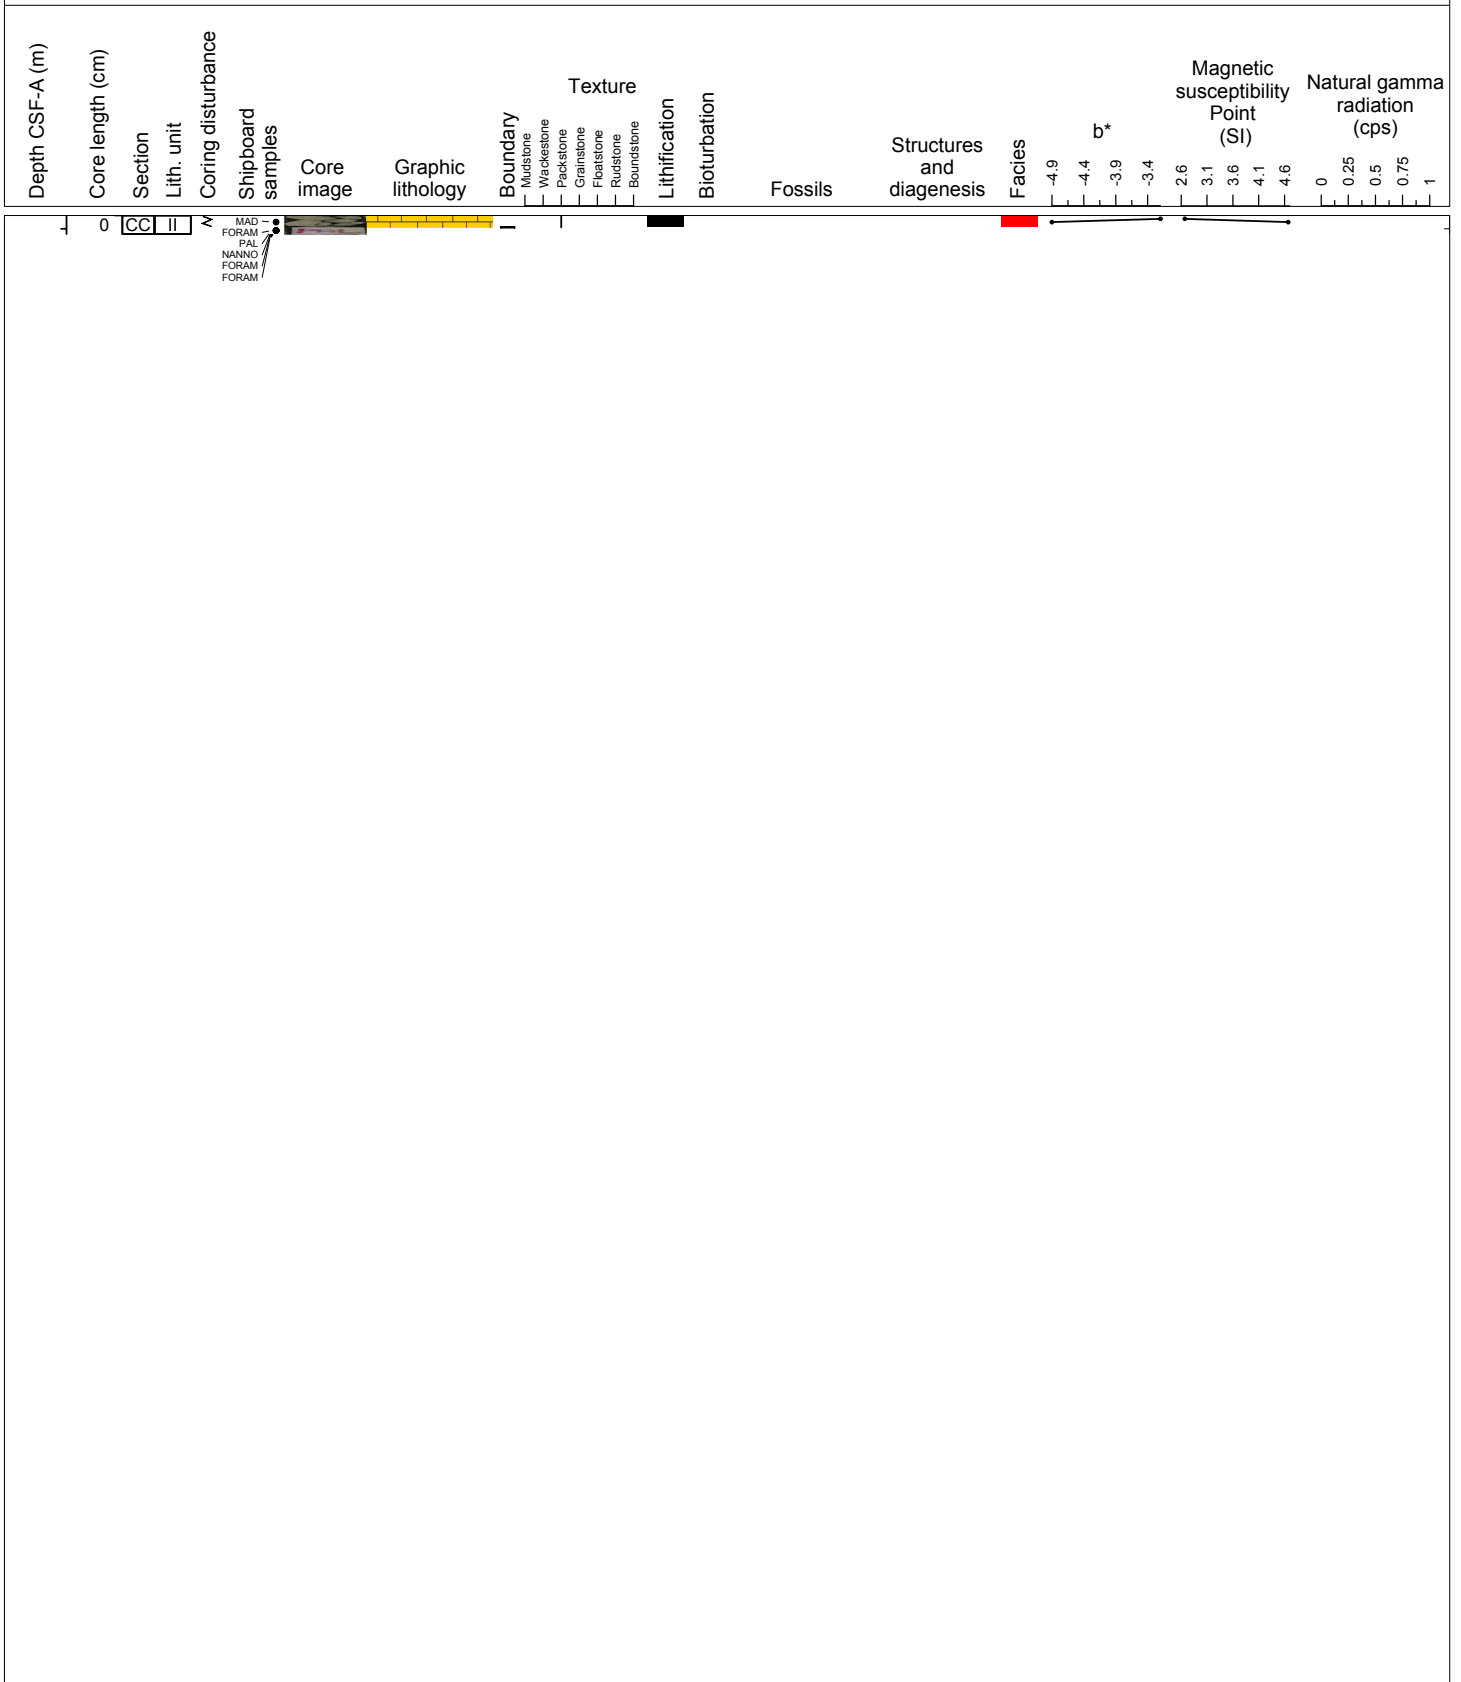 Depth CSF-A (m)
Core length (cm)
Section
Lith. unit
Coring disturbance
Shipboard
samples
Core
image
Graphic
lithology
Boundary
Texture
Mudstone
Wackestone
Packstone
Grainstone
Floatstone
Rudstone
Boundstone
Lithification
Bioturbation
Fossils
Structures
and
diagenesis
Facies
b*
-4.9
-4.4
-3.9
-3.4
Magnetic
susceptibility
Point
(SI)
2.6
3.1
3.6
4.1
4.6
Natural gamma
radiation
(cps)
0
0.25
0.5
0.75
1
0
CC
II
MAD
FORAM
PAL
NANNO
FORAM
FORAM